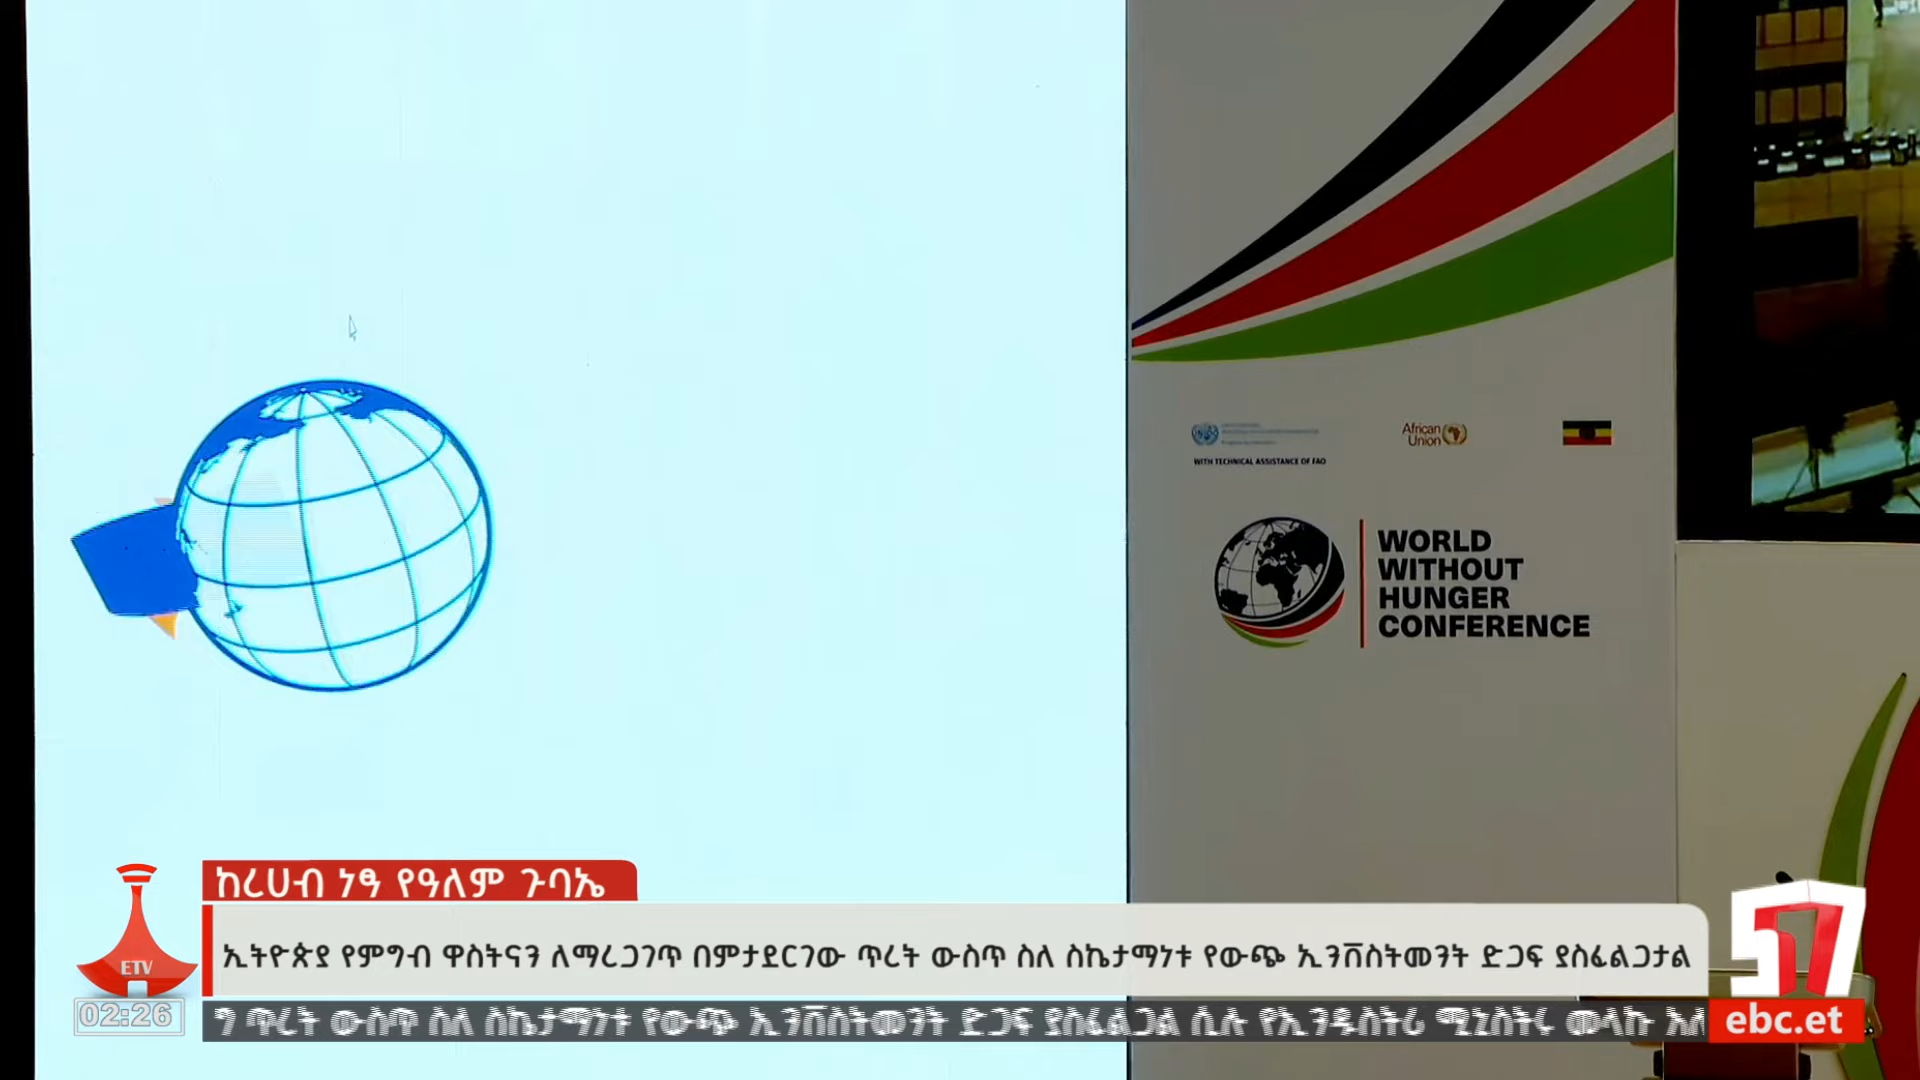 African
Union
WITH TECHNICAL ASSISTANCE OF FAO
WORLD
WITHOUT
HUNGER
CONFERENCE
ከረሀብ ነፃ የዓለም ጉባኤ
ኢትዮጵያ የምግብ ዋስትናን ለማረጋገጥ በምታደርገው ጥረት ውስጥ ስለ ስኬታማነቱ የውጭ ኢንቨስትመንት ድጋፍ ያስፈልጋታል
ETV
57
02:26
ጥረት ውስጥ ስለ ስኬታማነቱ የውጭ ኢንቨስትመንት ድጋፍ ያስፈልጋል ሲሉ የኢንዱስትሪ ሚኒስትሩ መላኩ አለ
ebc.et